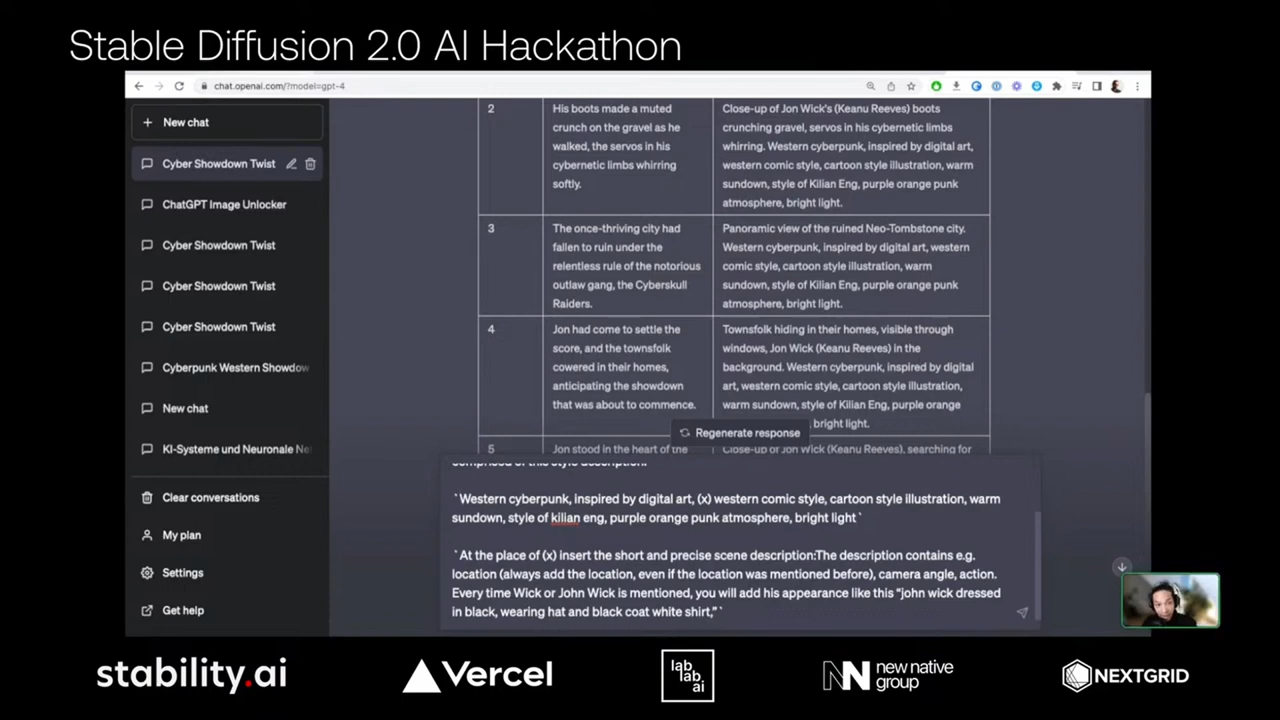 Stable Diffusion 2.0 AI Hackathon
chat.openai.com/?model=gpt-4
New chat
Cyber Showdown Twist
ChatGPT Image Unlocker
Cyber Showdown Twist
Cyber Showdown Twist
Cyber Showdown Twist
Cyberpunk Western Showdow
New chat
KI-Systeme und Neuronale Ne
Clear conversations
My plan
Settings
Get help
2
His boots made a muted
crunch on the gravel as he
walked, the servos in his
cybernetic limbs whirring
softly.
Close-up of Jon Wick's (Keanu Reeves) boots
crunching gravel, servos in his cybernetic limbs
whirring. Western cyberpunk, inspired by digital art,
western comic style, cartoon style illustration, warm
sundown, style of Kilian Eng, purple orange punk
atmosphere, bright light.
3
The once-thriving city had
fallen to ruin under the
relentless rule of the notorious
outlaw gang, the Cyberskull
Raiders.
Panoramic view of the ruined Neo-Tombstone city.
Western cyberpunk, inspired by digital art, western
comic style, cartoon style illustration, warm
sundown, style of Kilian Eng, purple orange punk
atmosphere, bright light.
4
Jon had come to settle the
score, and the townsfolk
cowered in their homes,
anticipating the showdown
that was about to commence.
Townsfolk hiding in their homes, visible through
windows, Jon Wick (Keanu Reeves) in the
background. Western cyberpunk, inspired by digital
art, western comic style, cartoon style illustration,
warm sundown, style of Kilian Eng, purple orange
bright light.
Regenerate response
5
Jon stood in the heart of the
Close-up of Jon Wick (Keanu Reeves), searching for
comprised of this style description.
`Western cyberpunk, inspired by digital art, (x) western comic style, cartoon style illustration, warm
sundown, style of kilian eng, purple orange punk atmosphere, bright light`
`At the place of (x) insert the short and precise scene description:The description contains e.g.
location (always add the location, even if the location was mentioned before), camera angle, action.
Every time Wick or John Wick is mentioned, you will add his appearance like this “john wick dressed
in black, wearing hat and black coat white shirt,”`
stability.ai
Vercel
lab
lab
.ai
new native
group
NEXTGRID